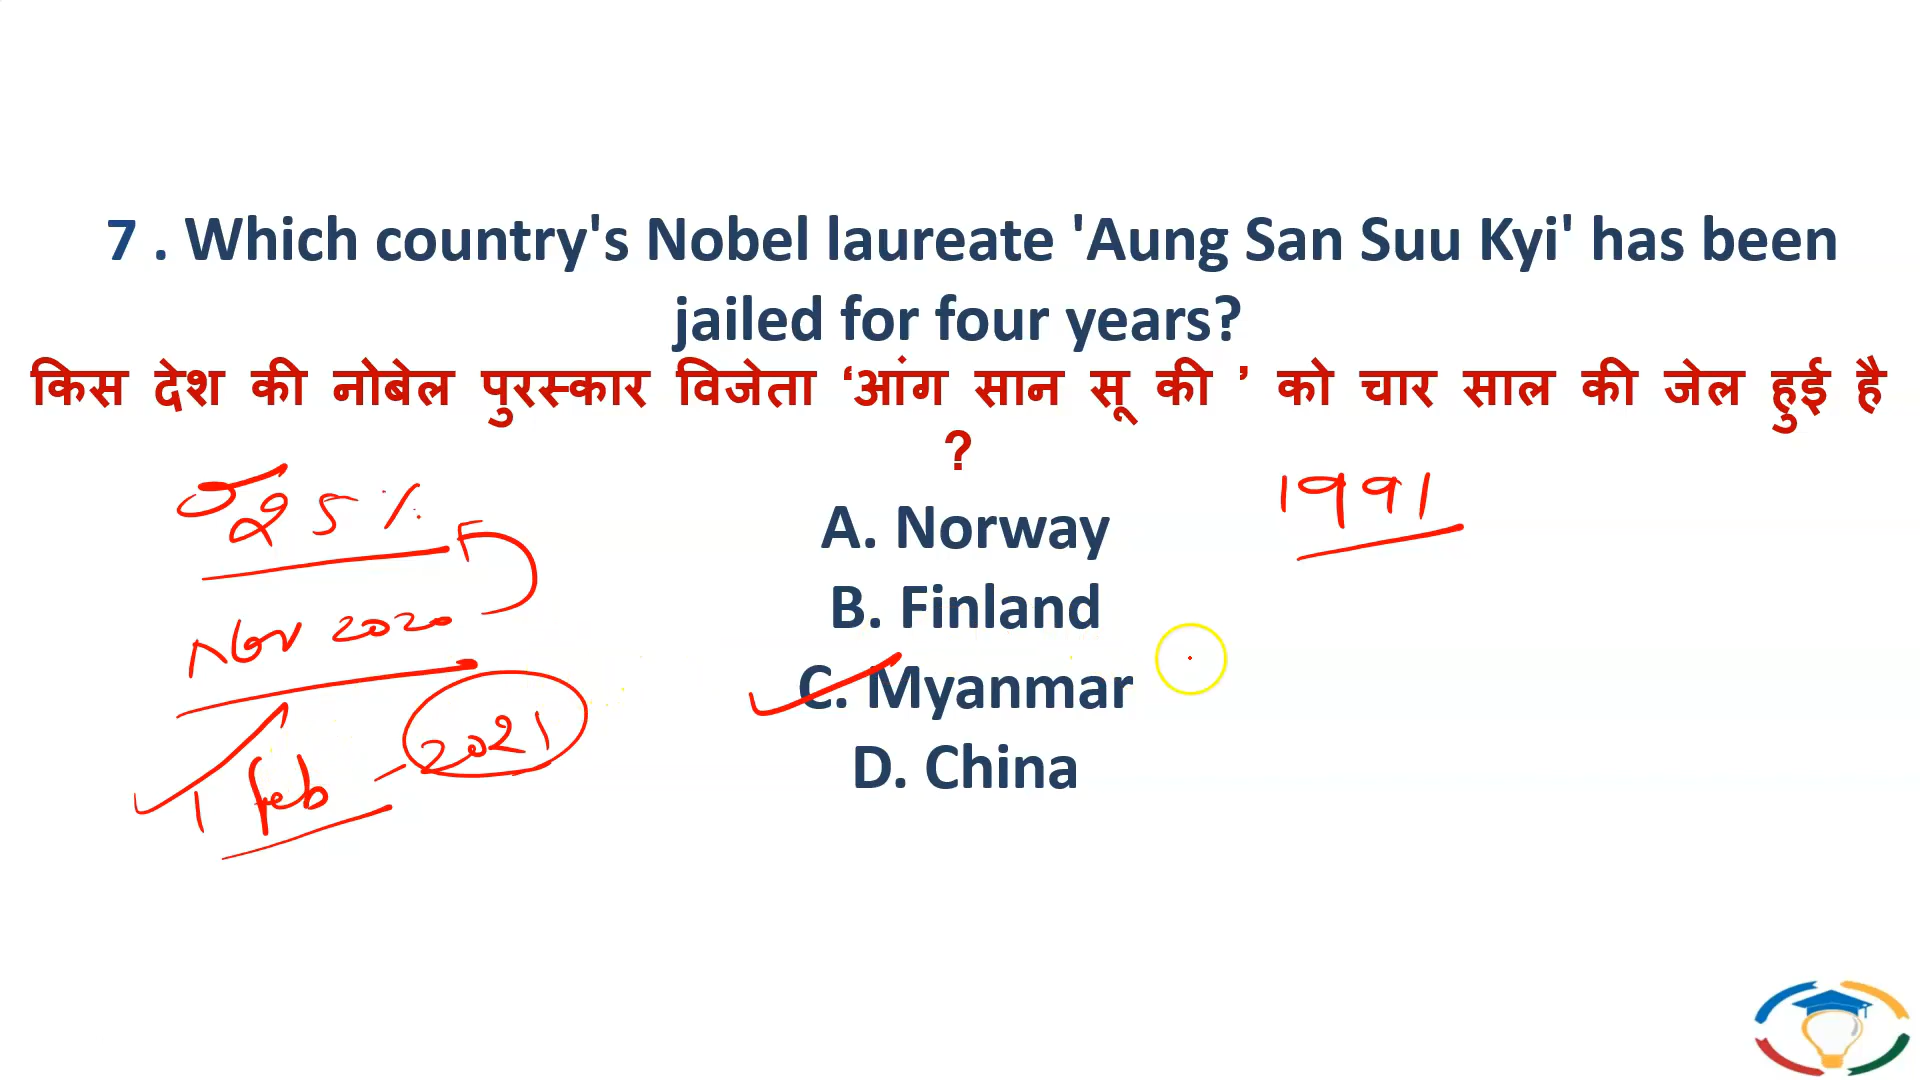 7 . Which country's Nobel laureate 'Aung San Suu Kyi' has been
jailed for four years?
किस देश की नोबेल पुरस्कार विजेता ‘आंग सान सू की ’ को चार साल की जेल हुई है
?
25 %
1991
A. Norway
B. Finland
Nov 2020
C. Myanmar
1 feb - 2021
D. China